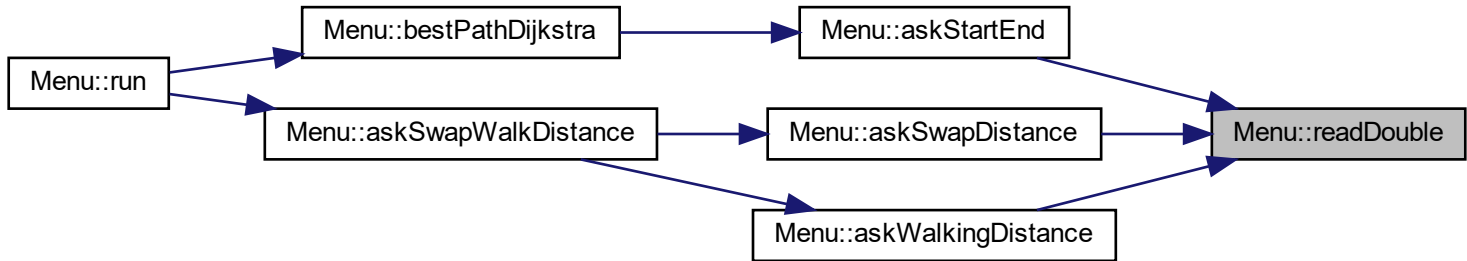 Menu::bestPathDijkstra
Menu::askStartEnd
Menu::run
Menu::askSwapWalkDistance
Menu::askSwapDistance
Menu::readDouble
Menu::askWalkingDistance